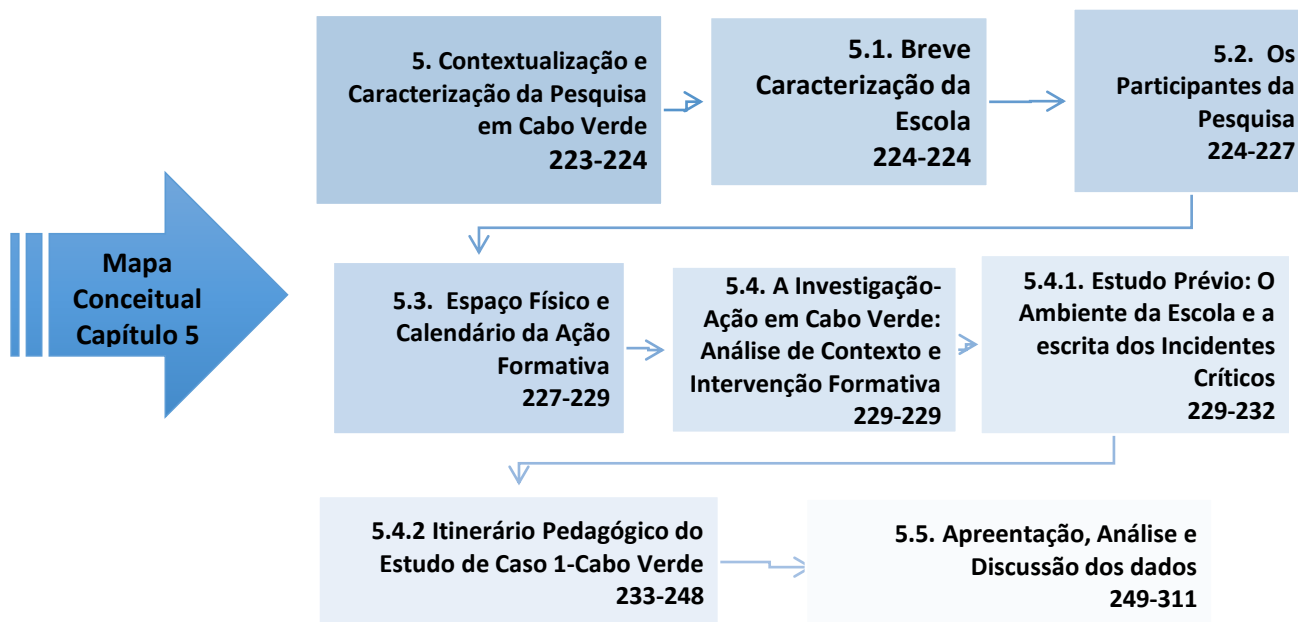 Mapa
Conceitual
Capítulo 5
5. Contextualização e
Caracterização da Pesquisa
em Cabo Verde
223-224
5.1. Breve
Caracterização da
Escola
224-224
5.2. Os
Participantes da
Pesquisa
224-227
5.3. Espaço Físico e
Calendário da Ação
Formativa
227-229
5.4. A Investigação-
Ação em Cabo Verde:
Análise de Contexto e
Intervenção Formativa
229-229
5.4.1. Estudo Prévio: O
Ambiente da Escola e a
escrita dos Incidentes
Críticos
229-232
5.4.2 Itinerário Pedagógico do
Estudo de Caso 1-Cabo Verde
233-248
5.5. Apreentação, Análise e
Discussão dos dados
249-311